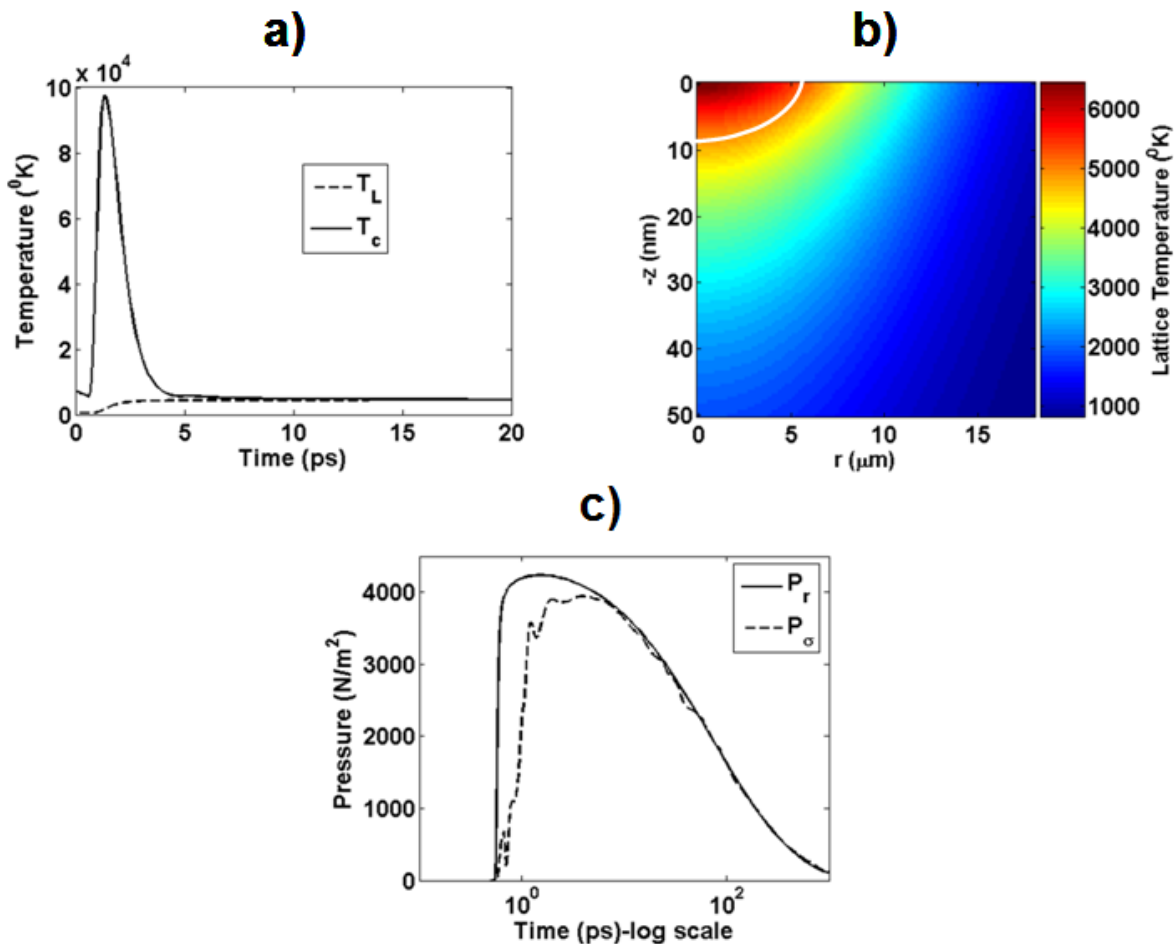 a)
x 10⁴
10
8
6
4
2
0
0 5 10 15 20
Temperature (⁰K)
Time (ps)
T_L
T_c
b)
0
10
20
30
40
50
0 5 10 15
-z (nm)
r (μm)
6000
5000
4000
3000
2000
1000
Lattice Temperature (⁰K)
c)
4000
3000
2000
1000
0
10⁰ 10²
Pressure (N/m²)
Time (ps)-log scale
P_r
P_σ